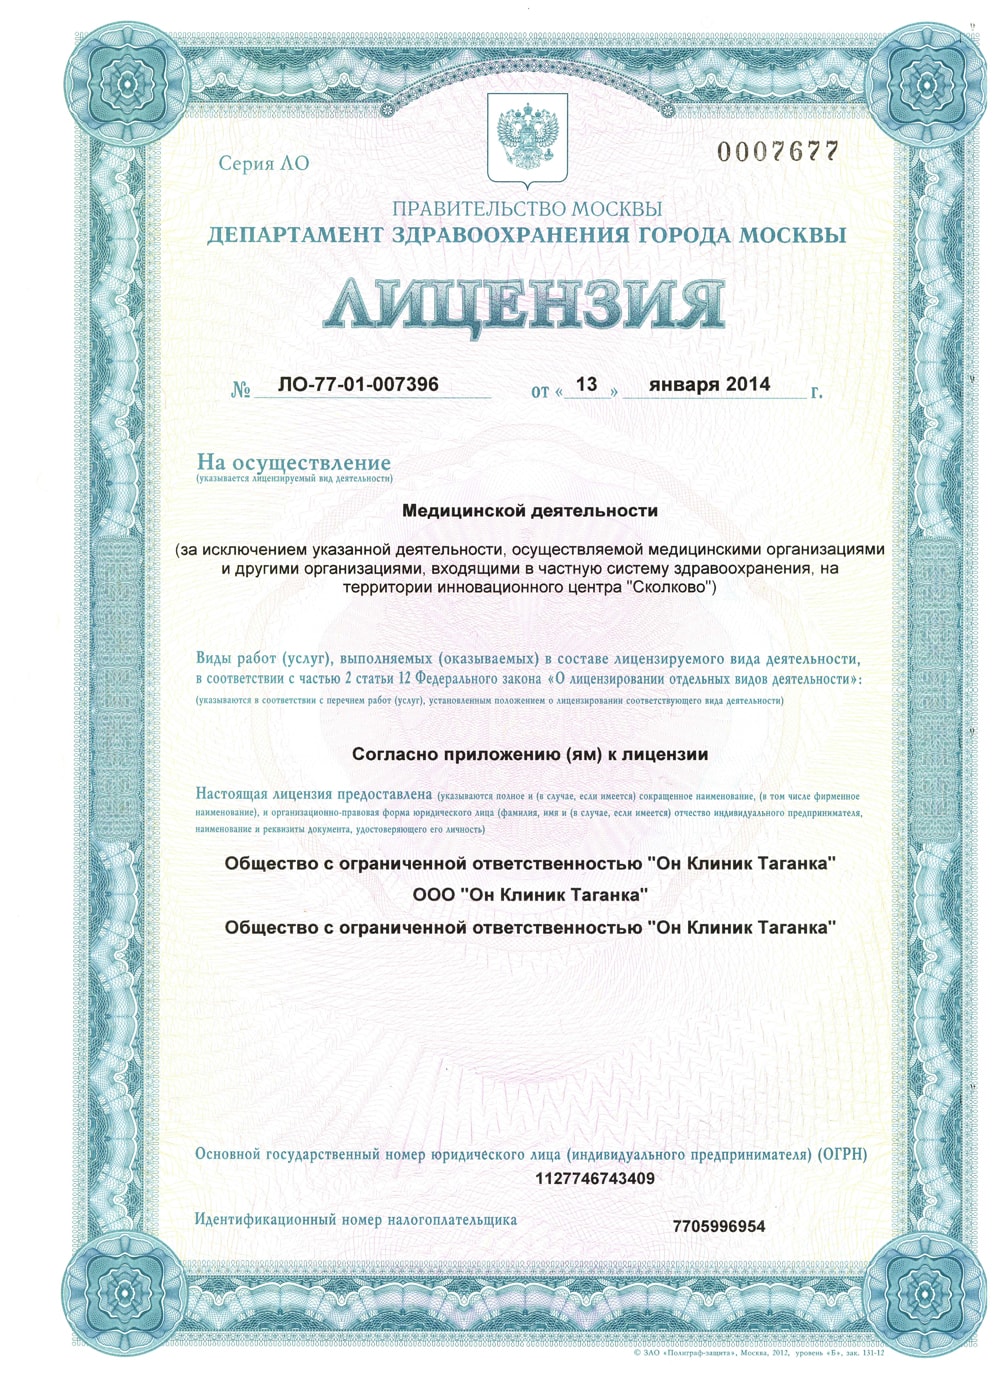 Серия ЛО
0007677
ПРАВИТЕЛЬСТВО МОСКВЫ
ДЕПАРТАМЕНТ ЗДРАВООХРАНЕНИЯ ГОРОДА МОСКВЫ
ЛИЦЕНЗИЯ
№ ЛО-77-01-007396 от « 13 » января 2014 г.
На осуществление
(указывается лицензируемый вид деятельности)
Медицинской деятельности
(за исключением указанной деятельности, осуществляемой медицинскими организациями
и другими организациями, входящими в частную систему здравоохранения, на
территории инновационного центра "Сколково")
Виды работ (услуг), выполняемых (оказываемых) в составе лицензируемого вида деятельности,
в соответствии с частью 2 статьи 12 Федерального закона «О лицензировании отдельных видов деятельности»:
(указываются в соответствии с перечнем работ (услуг), установленным положением о лицензировании соответствующего вида деятельности)
Согласно приложению (ям) к лицензии
Настоящая лицензия предоставлена (указываются полное и (в случае, если имеется) сокращенное наименование, (в том числе фирменное
наименование), и организационно-правовая форма юридического лица (фамилия, имя и (в случае, если имеется) отчество индивидуального предпринимателя,
наименование и реквизиты документа, удостоверяющего его личность)
Общество с ограниченной ответственностью "Он Клиник Таганка"
ООО "Он Клиник Таганка"
Общество с ограниченной ответственностью "Он Клиник Таганка"
Основной государственный номер юридического лица (индивидуального предпринимателя) (ОГРН)
1127746743409
Идентификационный номер налогоплательщика 7705996954
© ЗАО «Полиграф-защита», Москва, 2012, уровень «Б», зак. 131-12